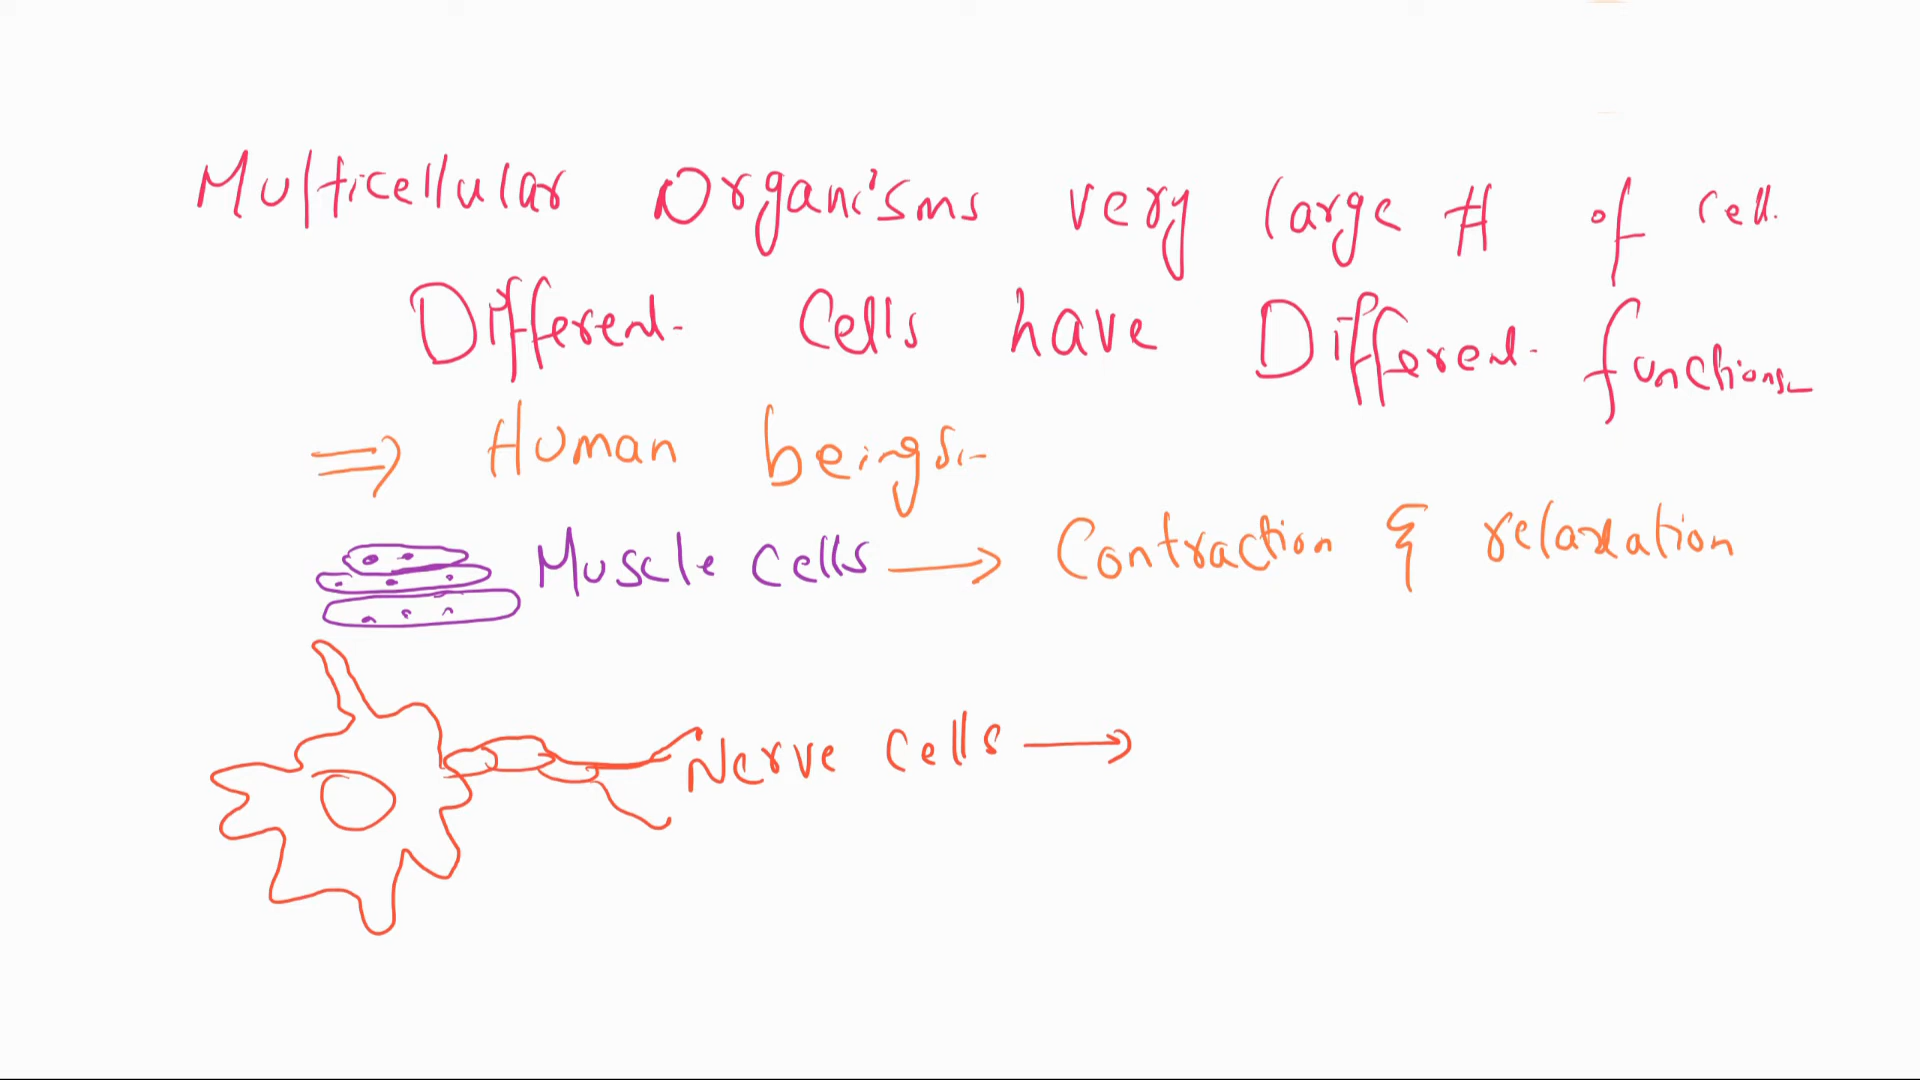 Multicellular Organisms very large # of cell.
Different Cells have Different functions
⇒ Human beings:-
Muscle cells → Contraction & relaxation
Nerve cells →